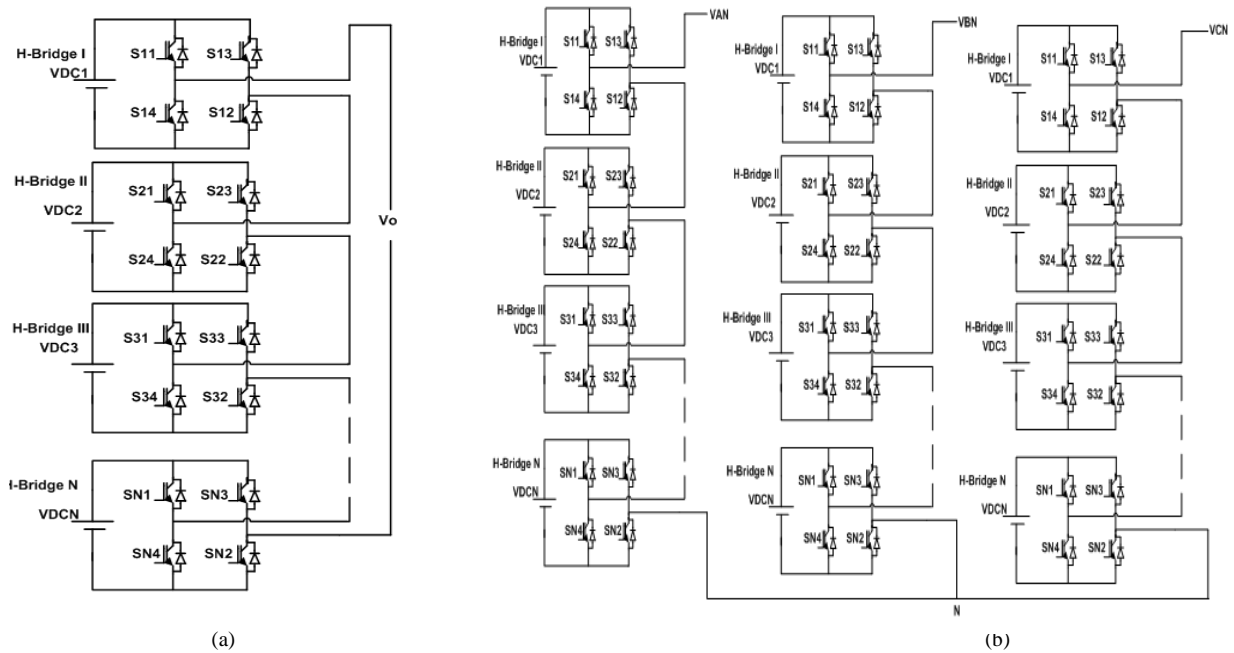 H-Bridge I
VDC1
S11
S13
S14
S12
H-Bridge II
VDC2
S21
S23
S24
S22
Vo
H-Bridge III
VDC3
S31
S33
S34
S32
H-Bridge N
VDCN
SN1
SN3
SN4
SN2
(a)
VAN
H-Bridge I
VDC1
S11
S13
S14
S12
H-Bridge II
VDC2
S21
S23
S24
S22
H-Bridge III
VDC3
S31
S33
S34
S32
H-Bridge N
VDCN
SN1
SN3
SN4
SN2
VBN
H-Bridge I
VDC1
S11
S13
S14
S12
H-Bridge II
VDC2
S21
S23
S24
S22
H-Bridge III
VDC3
S31
S33
S34
S32
H-Bridge N
VDCN
SN1
SN3
SN4
SN2
VCN
H-Bridge I
VDC1
S11
S13
S14
S12
H-Bridge II
VDC2
S21
S23
S24
S22
H-Bridge III
VDC3
S31
S33
S34
S32
H-Bridge N
VDCN
SN1
SN3
SN4
SN2
N
(b)